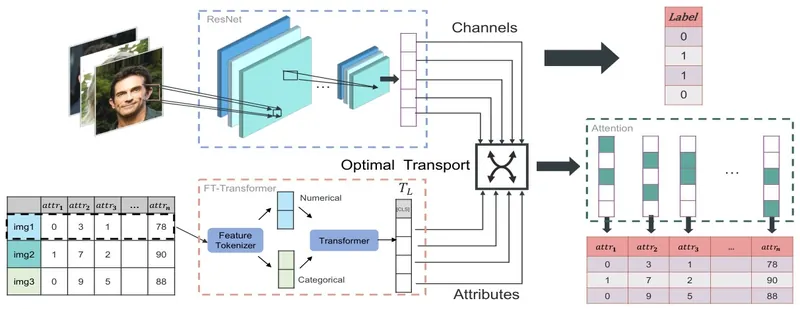 ResNet
...
Channels
Label
0
1
1
0
Optimal Transport
Attention
...
attr₁ attr₂ attr₃ ... attrₙ
img1 0 3 1 78
img2 1 7 2 90
img3 0 9 5 88
FT-Transformer
Feature
Tokenizer
Numerical
Categorical
Transformer
T_L
[CLS]
Attributes
attr₁ attr₂ attr₃ ... attrₙ
0 3 1 78
1 7 2 90
0 9 5 88